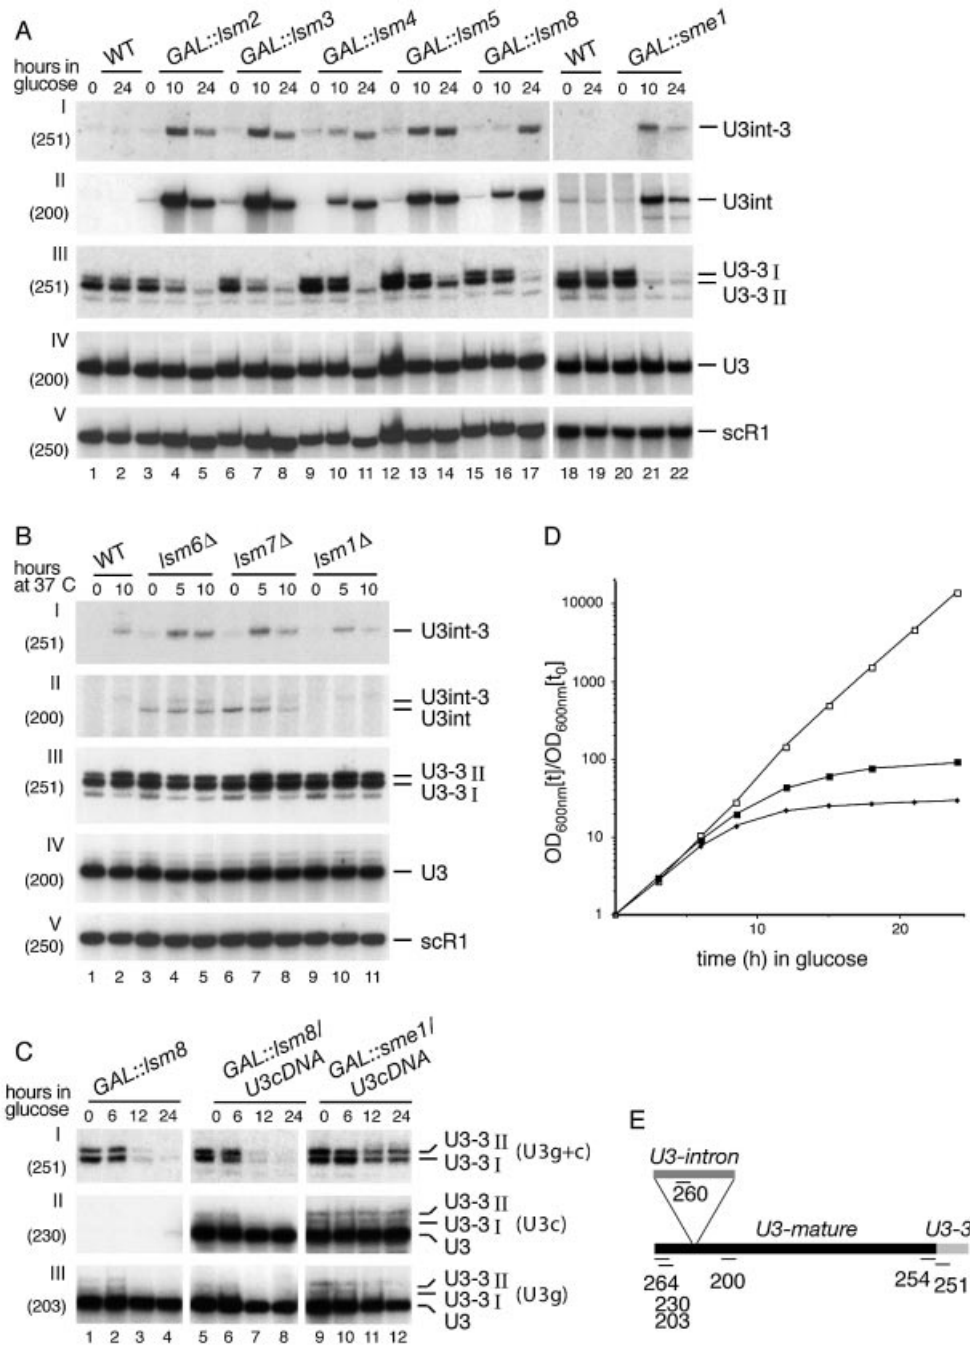 A
WT GAL::lsm2 GAL::lsm3 GAL::lsm4 GAL::lsm5 GAL::lsm8 WT GAL::sme1
hours in
glucose 0 24 0 10 24 0 10 24 0 10 24 0 10 24 0 10 24 0 24 0 10 24
I
(251) U3int-3
II
(200) U3int
III
(251) U3-3 I
U3-3 II
IV
(200) U3
V
(250) scR1
1 2 3 4 5 6 7 8 9 10 11 12 13 14 15 16 17 18 19 20 21 22
B
WT lsm6Δ lsm7Δ lsm1Δ
hours
at 37 C 0 10 0 5 10 0 5 10 0 5 10
I
(251) U3int-3
II
(200) U3int-3
U3int
III
(251) U3-3 II
U3-3 I
IV
(200) U3
V
(250) scR1
1 2 3 4 5 6 7 8 9 10 11
D
OD600nm[t]/OD600nm[t0]
10000
1000
100
10
1
10 20
time (h) in glucose
C
GAL::lsm8 GAL::lsm8/ U3cDNA GAL::sme1/ U3cDNA
hours in
glucose 0 6 12 24 0 6 12 24 0 6 12 24
I
(251) U3-3 II (U3g+c)
U3-3 I
II
(230) U3-3 II
U3-3 I (U3c)
U3
III
(203) U3-3 II
U3-3 I (U3g)
U3
1 2 3 4 5 6 7 8 9 10 11 12
E
U3-intron
260
U3-mature U3-3
264 200 254 251
230
203